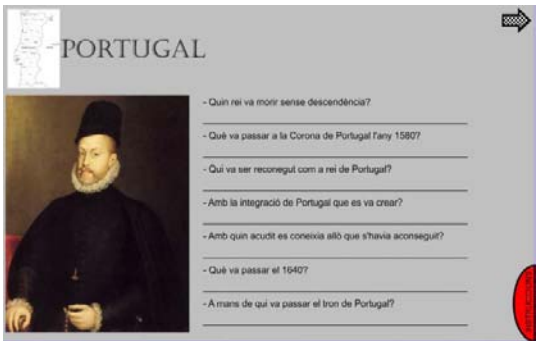 PORTUGAL
- Quin rei va morir sense descendència?
- Què va passar a la Corona de Portugal l'any 1580?
- Qui va ser reconegut com a rei de Portugal?
- Amb la integració de Portugal que es va crear?
- Amb quin acudit es coneixia allò que s'havia aconseguit?
- Què va passar el 1640?
- A mans de qui va passar el tron de Portugal?
INSTRUCCIONS